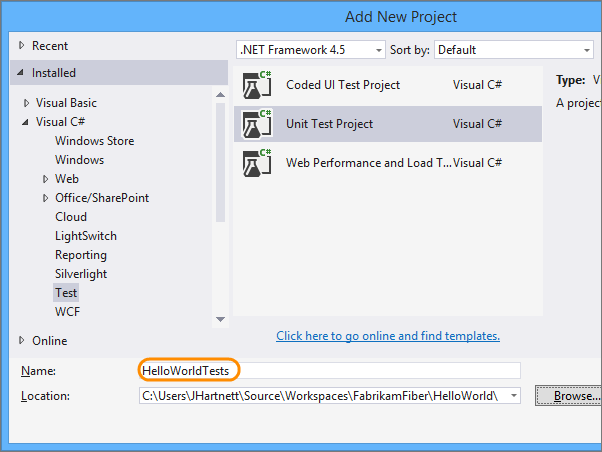 Add New Project
Recent
Installed
Visual Basic
Visual C#
Windows Store
Windows
Web
Office/SharePoint
Cloud
LightSwitch
Reporting
Silverlight
Test
WCF
Online
.NET Framework 4.5 Sort by: Default
C# Coded UI Test Project Visual C#
C# Unit Test Project Visual C#
C# Web Performance and Load T... Visual C#
Type: V
A project
Click here to go online and find templates.
Name: HelloWorldTests
Location: C:\Users\JHartnett\Source\Workspaces\FabrikamFiber\HelloWorld\ Browse...